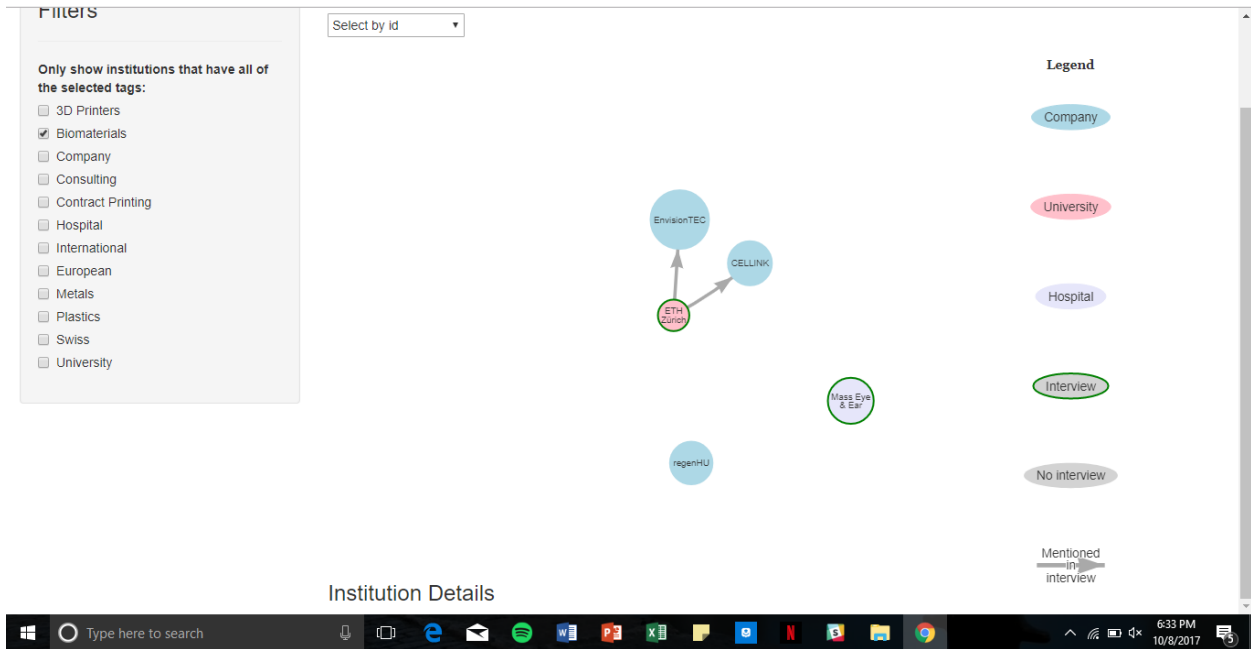 Filters
Only show institutions that have all of
the selected tags:
3D Printers
Biomaterials
Company
Consulting
Contract Printing
Hospital
International
European
Metals
Plastics
Swiss
University
Select by id
EnvisionTEC
CELLINK
ETH
Zürich
Mass Eye
& Ear
regenHU
Legend
Company
University
Hospital
Interview
No interview
Mentioned
in
interview
Institution Details
Type here to search
6:33 PM
10/8/2017
5